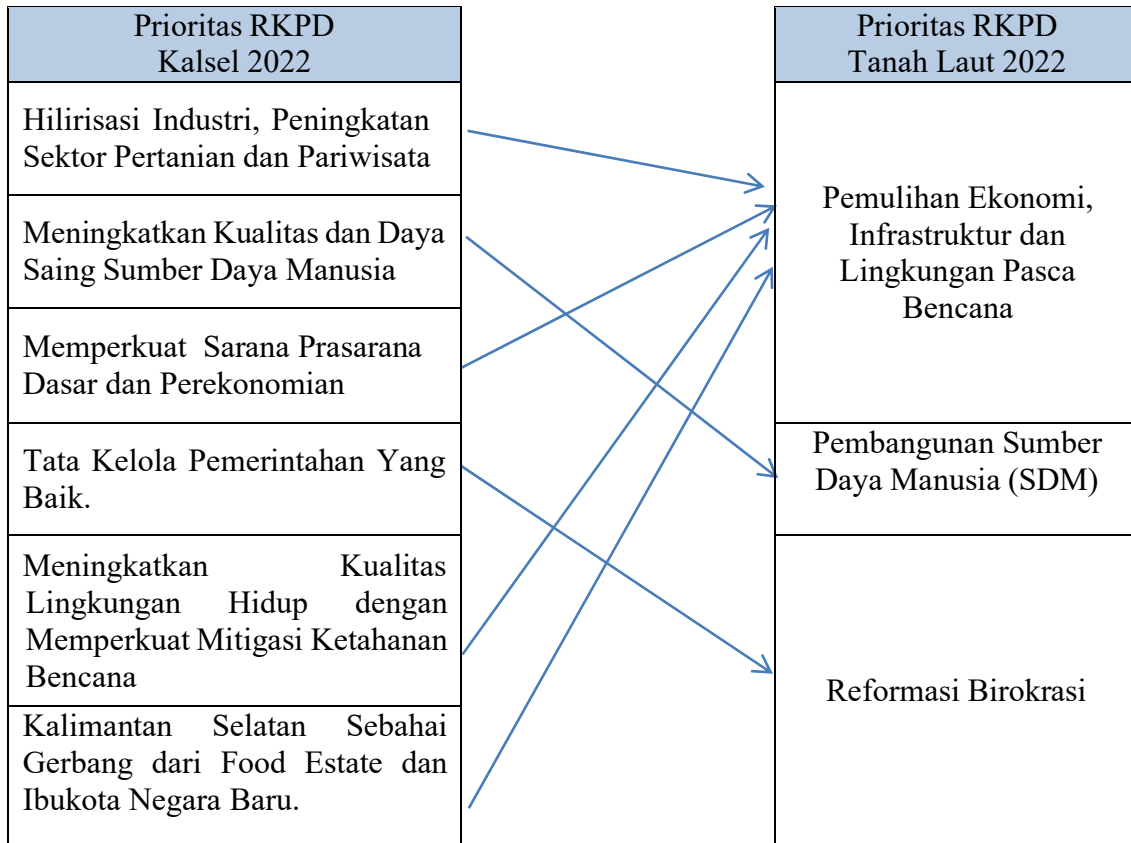 Prioritas RKPD
Kalsel 2022
Hilirisasi Industri, Peningkatan
Sektor Pertanian dan Pariwisata
Meningkatkan Kualitas dan Daya
Saing Sumber Daya Manusia
Memperkuat Sarana Prasarana
Dasar dan Perekonomian
Tata Kelola Pemerintahan Yang
Baik.
Meningkatkan Kualitas
Lingkungan Hidup dengan
Memperkuat Mitigasi Ketahanan
Bencana
Kalimantan Selatan Sebahai
Gerbang dari Food Estate dan
Ibukota Negara Baru.
Prioritas RKPD
Tanah Laut 2022
Pemulihan Ekonomi,
Infrastruktur dan
Lingkungan Pasca
Bencana
Pembangunan Sumber
Daya Manusia (SDM)
Reformasi Birokrasi